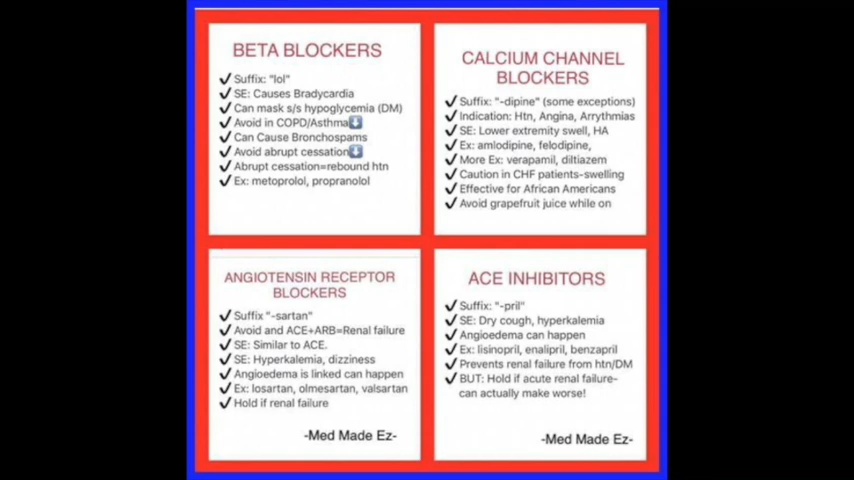 BETA BLOCKERS
✓ Suffix: "lol"
✓ SE: Causes Bradycardia
✓ Can mask s/s hypoglycemia (DM)
✓ Avoid in COPD/Asthma⬇️
✓ Can Cause Bronchospams
✓ Avoid abrupt cessation⬇️
✓ Abrupt cessation=rebound htn
✓ Ex: metoprolol, propranolol
CALCIUM CHANNEL
BLOCKERS
✓ Suffix: "-dipine" (some exceptions)
✓ Indication: Htn, Angina, Arrythmias
✓ SE: Lower extremity swell, HA
✓ Ex: amlodipine, felodipine,
✓ More Ex: verapamil, diltiazem
✓ Caution in CHF patients-swelling
✓ Effective for African Americans
✓ Avoid grapefruit juice while on
ANGIOTENSIN RECEPTOR
BLOCKERS
✓ Suffix "-sartan"
✓ Avoid and ACE+ARB=Renal failure
✓ SE: Similar to ACE.
✓ SE: Hyperkalemia, dizziness
✓ Angioedema is linked can happen
✓ Ex: losartan, olmesartan, valsartan
✓ Hold if renal failure
-Med Made Ez-
ACE INHIBITORS
✓ Suffix: "-pril"
✓ SE: Dry cough, hyperkalemia
✓ Angioedema can happen
✓ Ex: lisinopril, enalipril, benzapril
✓ Prevents renal failure from htn/DM
✓ BUT: Hold if acute renal failure-
can actually make worse!
-Med Made Ez-